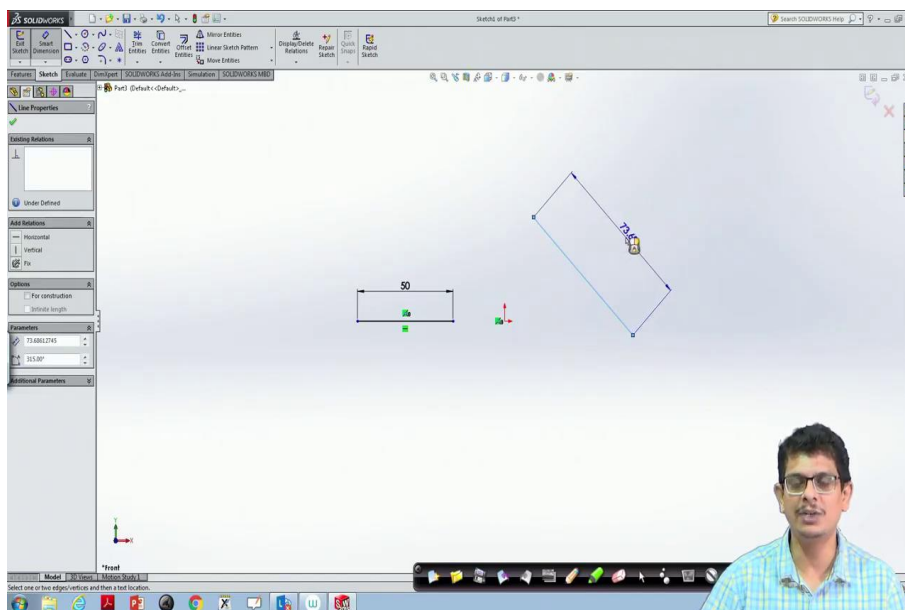 SOLIDWORKS
Sketch1 of Part3 *
Search SOLIDWORKS Help
Exit Sketch
Smart Dimension
Trim Entities
Convert Entities
Offset Entities
Mirror Entities
Linear Sketch Pattern
Move Entities
Display/Delete Relations
Repair Sketch
Quick Snaps
Rapid Sketch
Features Sketch Evaluate DimXpert SOLIDWORKS Add-Ins Simulation SOLIDWORKS MBD
Part3 (Default<<Default>_...
Line Properties
Existing Relations
Under Defined
Add Relations
Horizontal
Vertical
Fix
Options
For construction
Infinite length
Parameters
73.68612745
315.00°
Additional Parameters
50
Y
X
*Front
Model 3D Views Motion Study 1
Select one or two edges/vertices and then a text location.